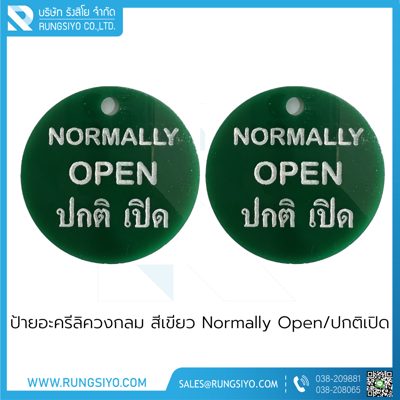 บริษัท รังสิโย จำกัด
RUNGSIYO CO.,LTD.
NORMALLY
OPEN
ปกติ เปิด
NORMALLY
OPEN
ปกติ เปิด
ป้ายอะครีลิควงกลม สีเขียว Normally Open/ปกติเปิด
WWW.RUNGSIYO.COM
SALES@RUNGSIYO.COM
038-209881
038-208065